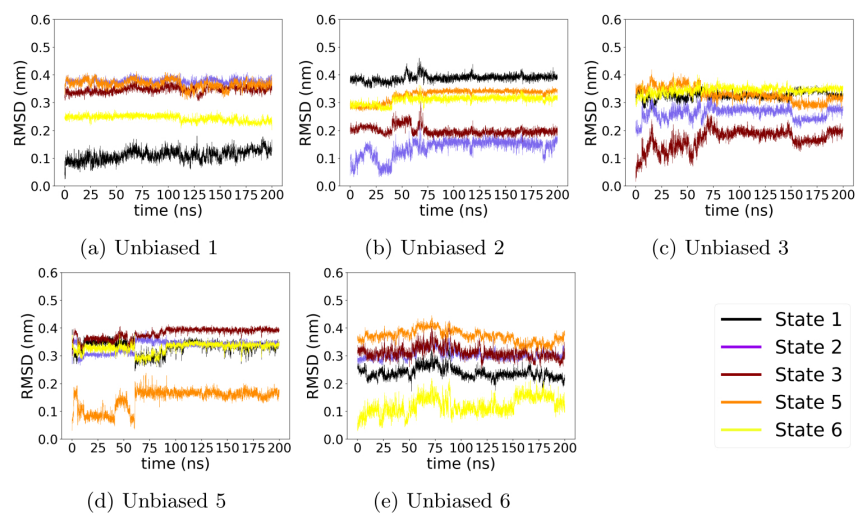 0.6 0.6 0.6
0.5 0.5 0.5
0.4 0.4 0.4
0.3 0.3 0.3
0.2 0.2 0.2
0.1 0.1 0.1
0.0 0.0 0.0
RMSD (nm) RMSD (nm) RMSD (nm)
0 25 50 75 100 125 150 175 200 0 25 50 75 100 125 150 175 200 0 25 50 75 100 125 150 175 200
time (ns) time (ns) time (ns)
(a) Unbiased 1 (b) Unbiased 2 (c) Unbiased 3
0.6 0.6
0.5 0.5
0.4 0.4
0.3 0.3
0.2 0.2
0.1 0.1
0.0 0.0
RMSD (nm) RMSD (nm)
0 25 50 75 100 125 150 175 200 0 25 50 75 100 125 150 175 200
time (ns) time (ns)
(d) Unbiased 5 (e) Unbiased 6
State 1
State 2
State 3
State 5
State 6